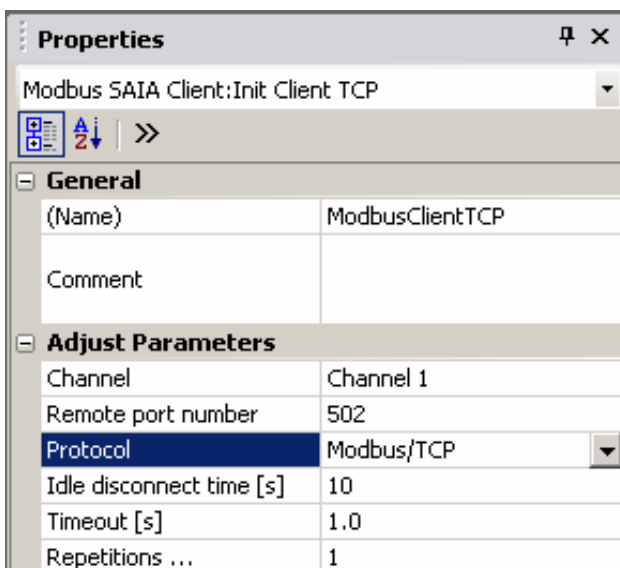 Properties
Modbus SAIA Client:Init Client TCP
General
(Name) ModbusClientTCP
Comment
Adjust Parameters
Channel Channel 1
Remote port number 502
Protocol Modbus/TCP
Idle disconnect time [s] 10
Timeout [s] 1.0
Repetitions ... 1